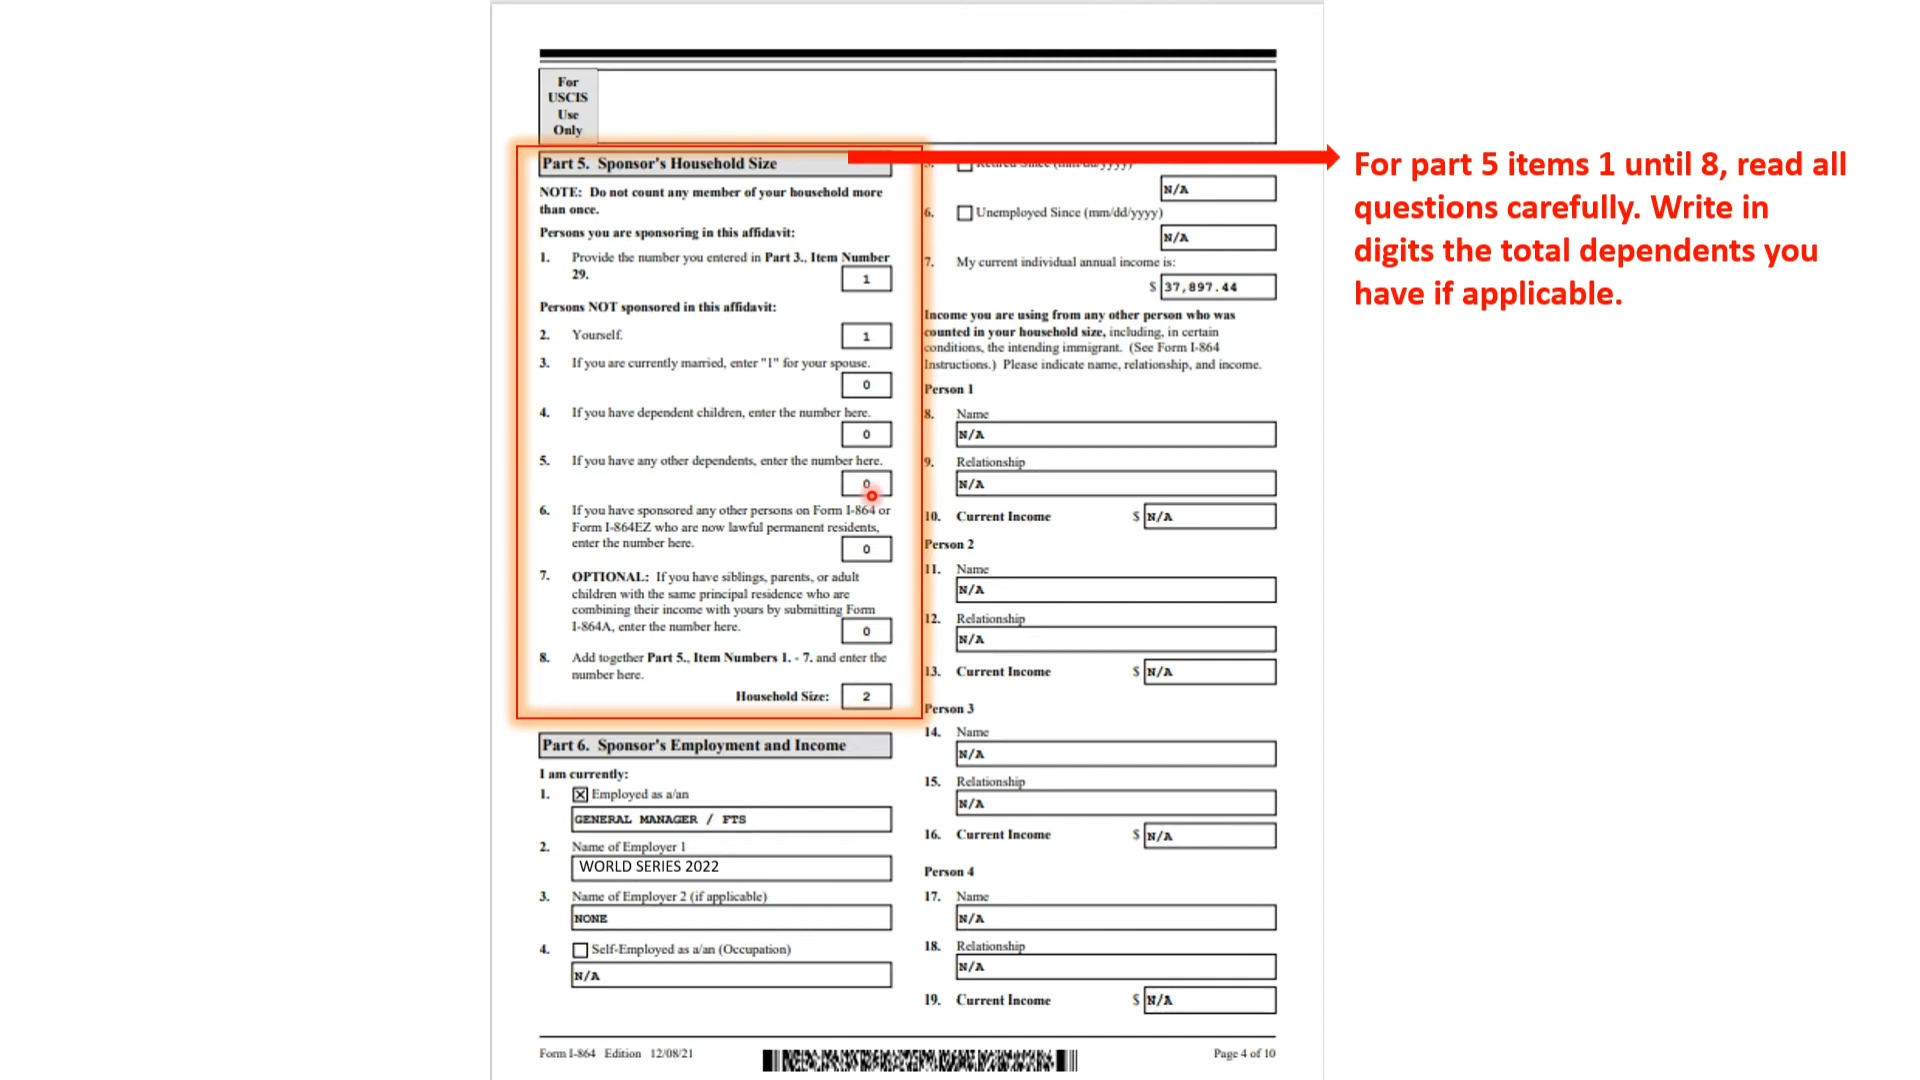 For
USCIS
Use
Only
Part 5. Sponsor's Household Size
NOTE: Do not count any member of your household more
than once.
Persons you are sponsoring in this affidavit:
1. Provide the number you entered in Part 3., Item Number
29.
1
Persons NOT sponsored in this affidavit:
2. Yourself.
1
3. If you are currently married, enter "1" for your spouse.
0
4. If you have dependent children, enter the number here.
0
5. If you have any other dependents, enter the number here.
0
6. If you have sponsored any other persons on Form I-864 or
Form I-864EZ who are now lawful permanent residents,
enter the number here.
0
7. OPTIONAL: If you have siblings, parents, or adult
children with the same principal residence who are
combining their income with yours by submitting Form
I-864A, enter the number here.
0
8. Add together Part 5., Item Numbers 1. - 7. and enter the
number here.
Household Size: 2
Part 6. Sponsor's Employment and Income
I am currently:
1. Employed as a/an
GENERAL MANAGER / FTS
2. Name of Employer 1
WORLD SERIES 2022
3. Name of Employer 2 (if applicable)
NONE
4. Self-Employed as a/an (Occupation)
N/A
Retired Since (mm/dd/yyyy)
N/A
6. Unemployed Since (mm/dd/yyyy)
N/A
7. My current individual annual income is:
$ 37,897.44
Income you are using from any other person who was
counted in your household size, including, in certain
conditions, the intending immigrant. (See Form I-864
Instructions.) Please indicate name, relationship, and income.
Person 1
8. Name
N/A
9. Relationship
N/A
10. Current Income $ N/A
Person 2
11. Name
N/A
12. Relationship
N/A
13. Current Income $ N/A
Person 3
14. Name
N/A
15. Relationship
N/A
16. Current Income $ N/A
Person 4
17. Name
N/A
18. Relationship
N/A
19. Current Income $ N/A
Form I-864 Edition 12/08/21
Page 4 of 10
For part 5 items 1 until 8, read all
questions carefully. Write in
digits the total dependents you
have if applicable.